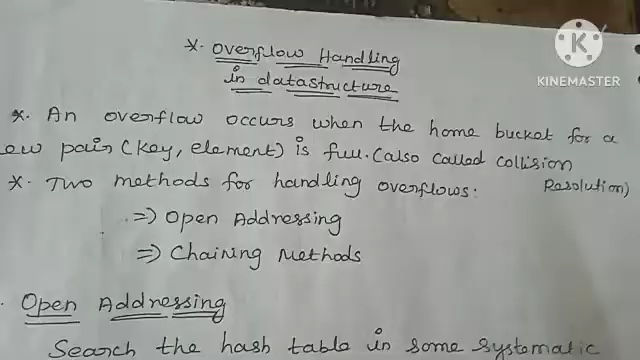 *. Overflow Handling
in datastructure
KINEMASTER
*. An overflow occurs when the home bucket for a
ew pair (key, element) is full. (also called collision
Resolution)
*. Two methods for handling overflows:
=> Open Addressing
=> Chaining Methods
. Open Addressing
Search the hash table in some systematic